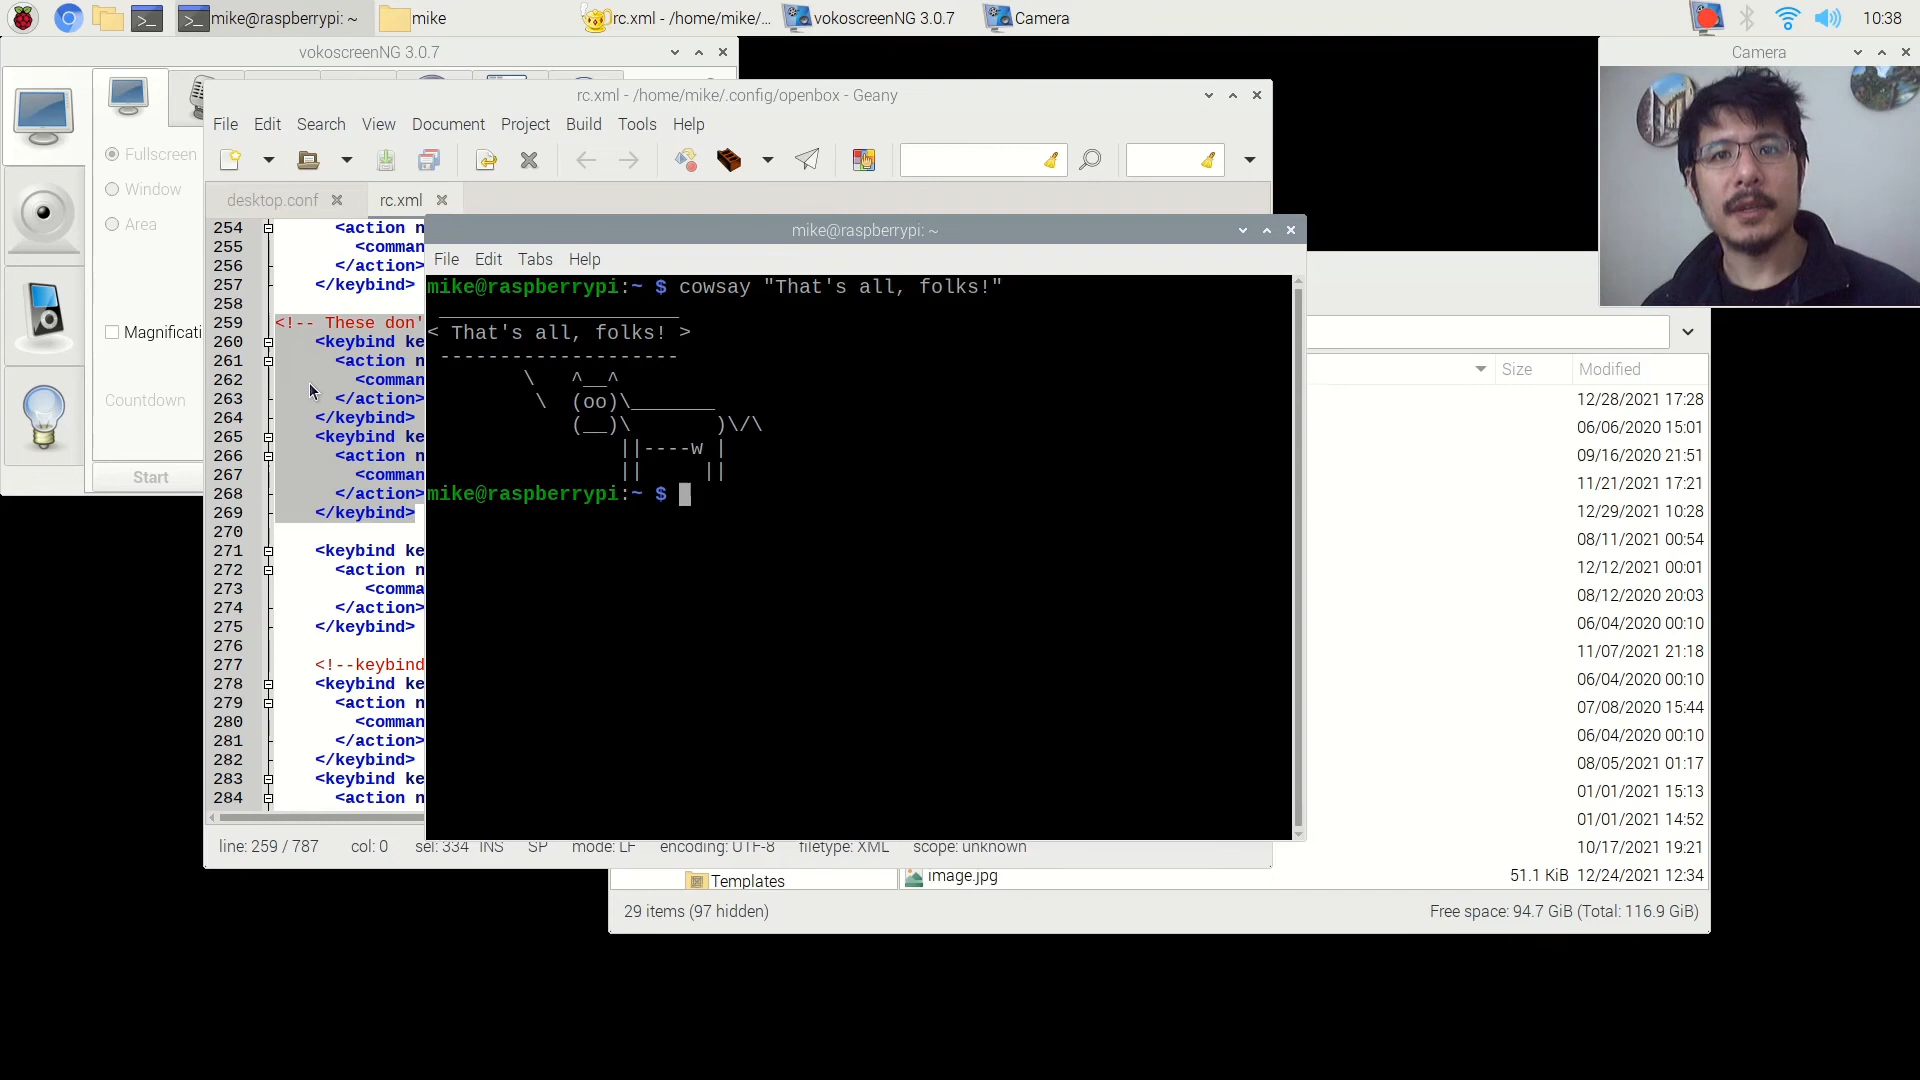 mike@raspberrypi: ~
mike
rc.xml - /home/mike/...
vokoscreenNG 3.0.7
Camera
10:38
vokoscreenNG 3.0.7
Camera
Fullscreen
Window
Area
Magnificati
Countdown
Start
rc.xml - /home/mike/.config/openbox - Geany
File Edit Search View Document Project Build Tools Help
desktop.conf
rc.xml
254 <action n
255 <comman
256 </action>
257 </keybind>
258
259 <!-- These don'
260 <keybind ke
261 <action n
262 <comman
263 </action>
264 </keybind>
265 <keybind ke
266 <action n
267 <comman
268 </action>
269 </keybind>
270
271 <keybind ke
272 <action n
273 <comma
274 </action>
275 </keybind>
276
277 <!--keybind
278 <keybind ke
279 <action n
280 <comman
281 </action>
282 </keybind>
283 <keybind ke
284 <action n
line: 259 / 787 col: 0 sel: 334 INS SP mode: LF encoding: UTF-8 filetype: XML scope: unknown
mike@raspberrypi: ~
File Edit Tabs Help
mike@raspberrypi:~ $ cowsay "That's all, folks!"
 ____________________
< That's all, folks! >
 --------------------
        \   ^__^
         \  (oo)\_______
            (__)\       )\/\
                ||----w |
                ||     ||
mike@raspberrypi:~ $
Size Modified
12/28/2021 17:28
06/06/2020 15:01
09/16/2020 21:51
11/21/2021 17:21
12/29/2021 10:28
08/11/2021 00:54
12/12/2021 00:01
08/12/2020 20:03
06/04/2020 00:10
11/07/2021 21:18
06/04/2020 00:10
07/08/2020 15:44
06/04/2020 00:10
08/05/2021 01:17
01/01/2021 15:13
01/01/2021 14:52
10/17/2021 19:21
Templates
image.jpg 51.1 KiB 12/24/2021 12:34
29 items (97 hidden)
Free space: 94.7 GiB (Total: 116.9 GiB)